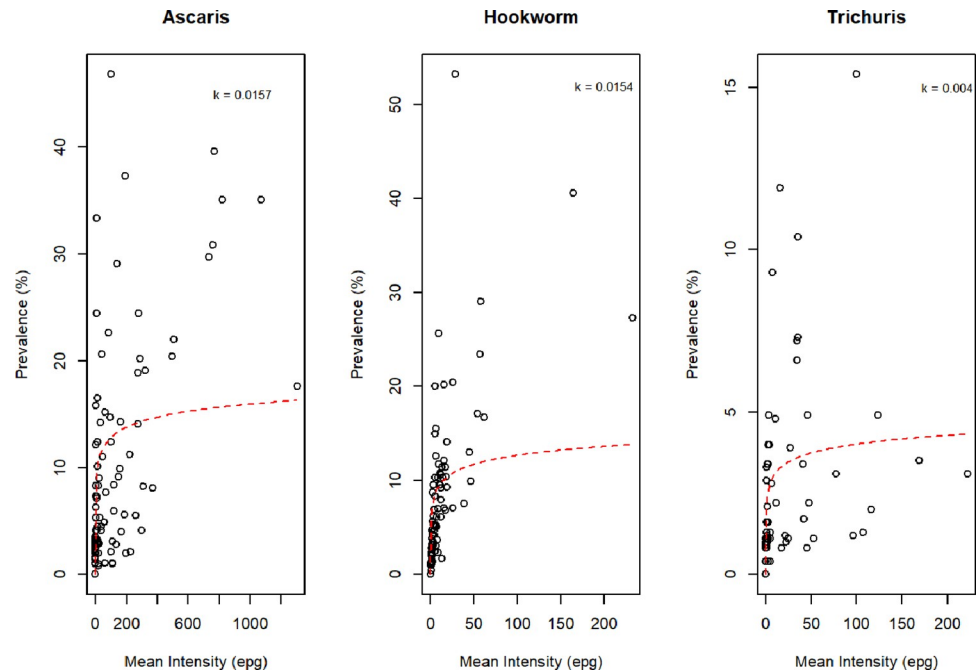 Ascaris
Hookworm
Trichuris
k = 0.0157
k = 0.0154
k = 0.004
Prevalence (%)
0
10
20
30
40
Prevalence (%)
0
10
20
30
40
50
Prevalence (%)
0
5
10
15
0 200 600 1000
0 50 100 150 200
0 50 100 150 200
Mean Intensity (epg)
Mean Intensity (epg)
Mean Intensity (epg)